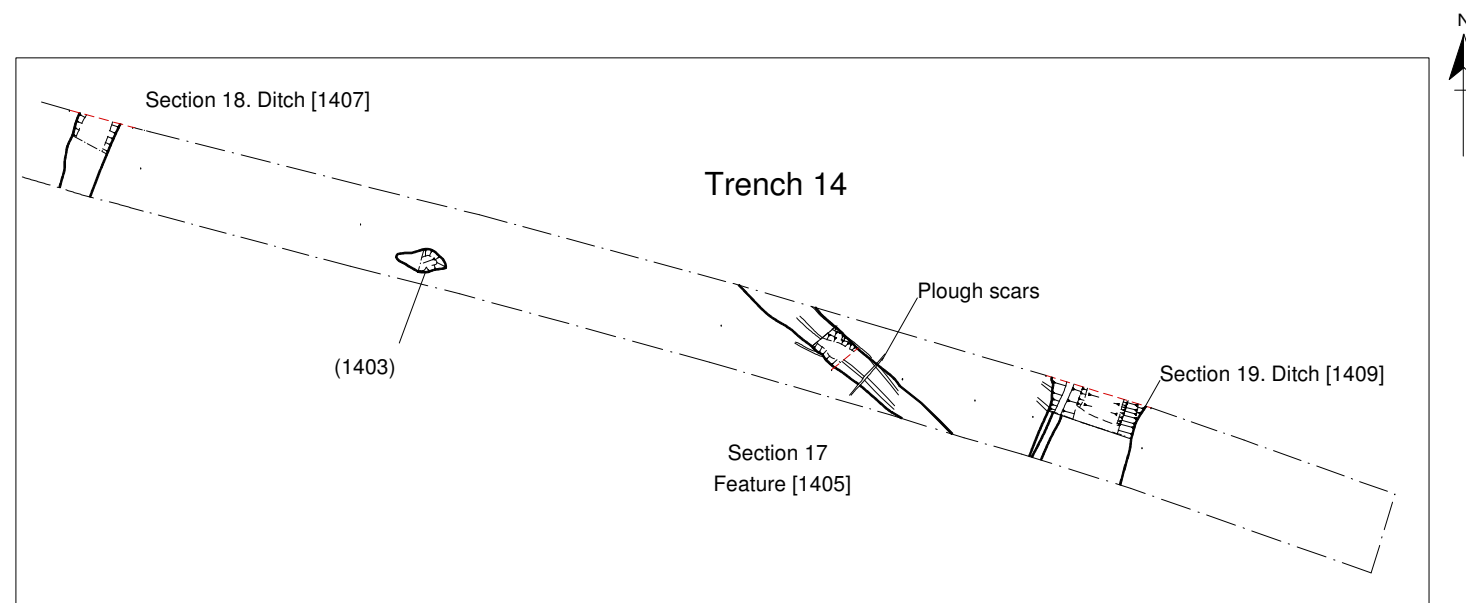 N
Section 18. Ditch [1407]
Trench 14
Plough scars
(1403)
Section 19. Ditch [1409]
Section 17
Feature [1405]